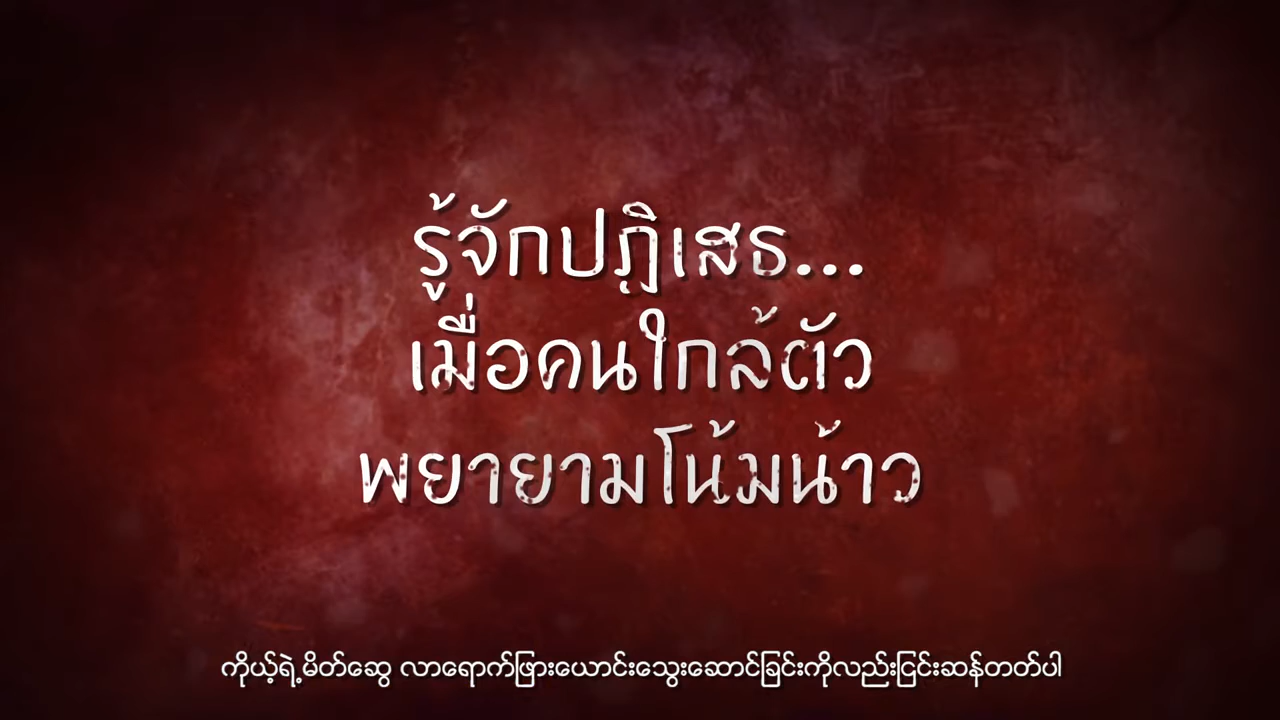 รู้จักปฏิเสธ...
เมื่อคนใกล้ตัว
พยายามโน้มน้าว
ကိုယ့်ရဲ့မိတ်ဆွေ လာရောက်ဖြားယောင်းသွေးဆောင်ခြင်းကိုလည်းငြင်းဆန်တတ်ပါ